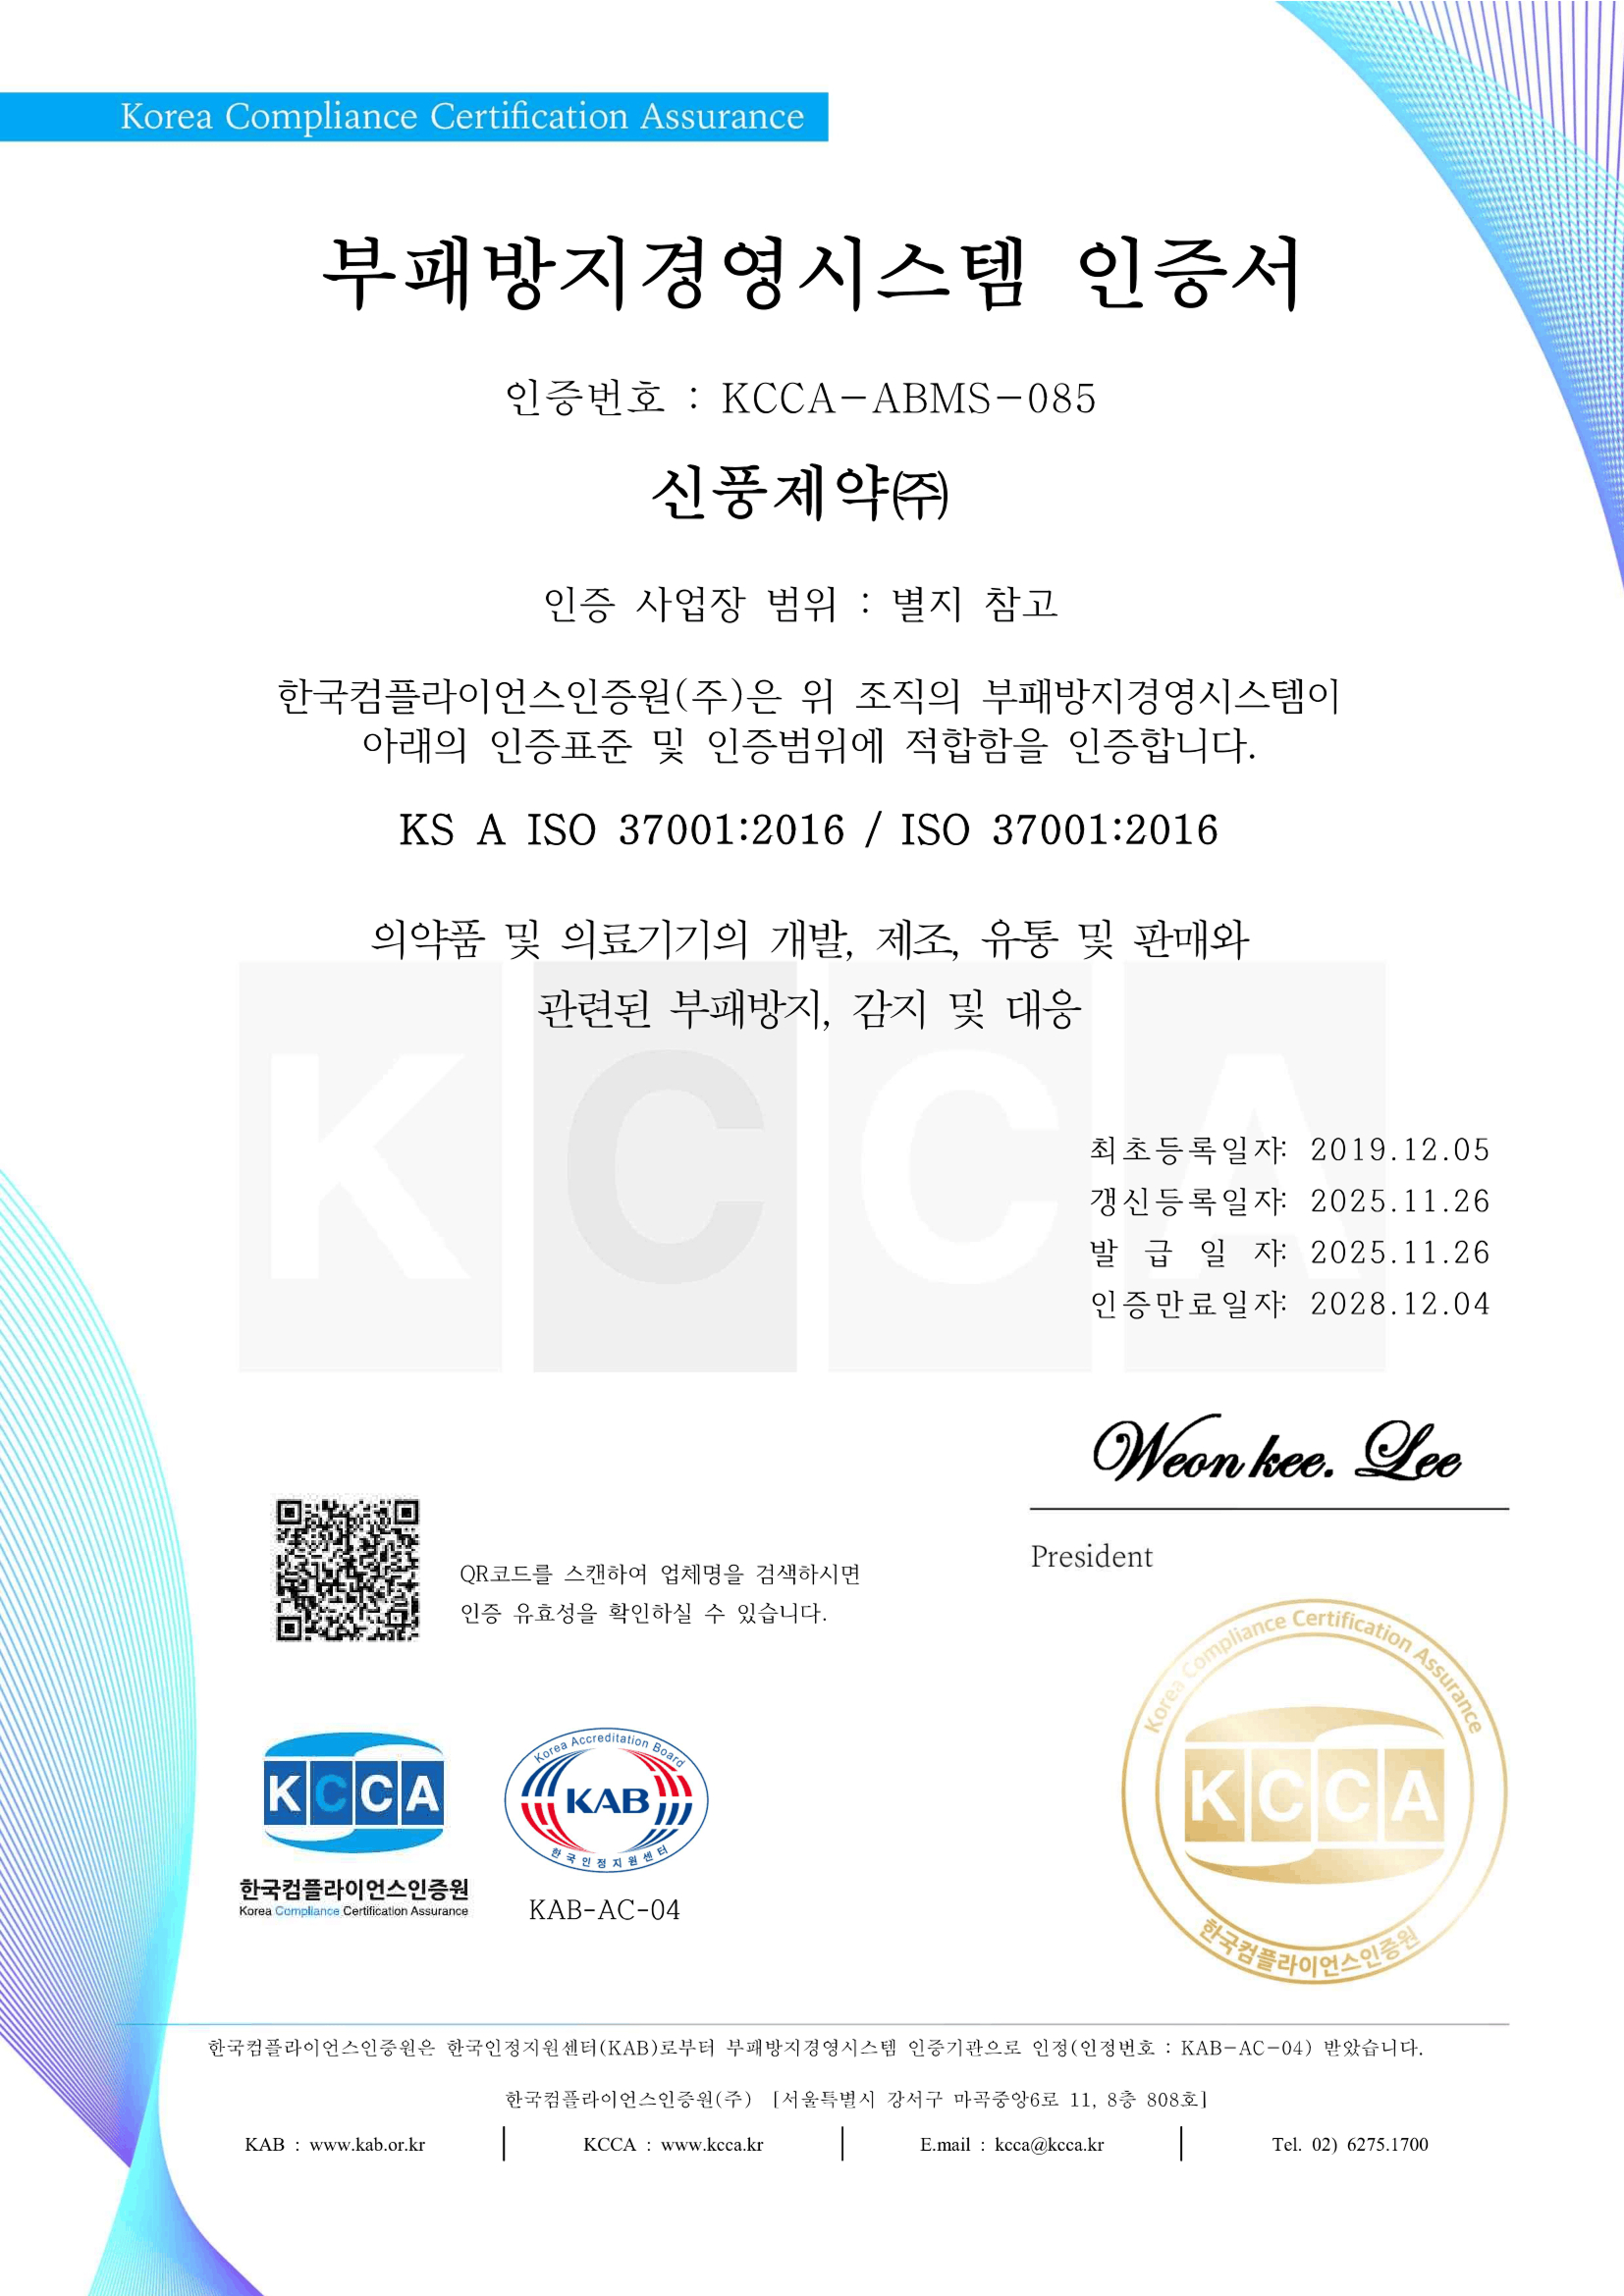 Korea Compliance Certification Assurance
부패방지경영시스템 인증서
인증번호 : KCCA-ABMS-085
신풍제약㈜
인증 사업장 범위 : 별지 참고
한국컴플라이언스인증원(주)은 위 조직의 부패방지경영시스템이
아래의 인증표준 및 인증범위에 적합함을 인증합니다.
KS A ISO 37001:2016 / ISO 37001:2016
의약품 및 의료기기의 개발, 제조, 유통 및 판매와
관련된 부패방지, 감지 및 대응
KCCA
최초등록일자: 2019.12.05
갱신등록일자: 2025.11.26
발 급 일 자: 2025.11.26
인증만료일자: 2028.12.04
Weon kee. Lee
President
QR코드를 스캔하여 업체명을 검색하시면
인증 유효성을 확인하실 수 있습니다.
KCCA
한국컴플라이언스인증원
Korea Compliance Certification Assurance
Korea Accreditation Board
KAB
한국인정지원센터
KAB-AC-04
Korea Compliance Certification Assurance
KCCA
한국컴플라이언스인증원
한국컴플라이언스인증원은 한국인정지원센터(KAB)로부터 부패방지경영시스템 인증기관으로 인정(인정번호 : KAB-AC-04) 받았습니다.
한국컴플라이언스인증원(주) [서울특별시 강서구 마곡중앙6로 11, 8층 808호]
KAB : www.kab.or.kr | KCCA : www.kcca.kr | E.mail : kcca@kcca.kr | Tel. 02) 6275.1700